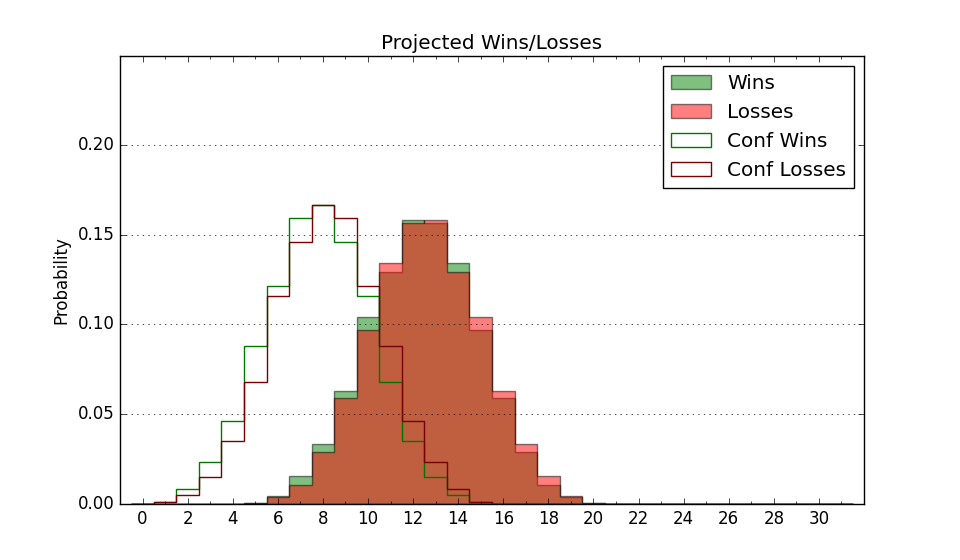 Projected Wins/Losses
Wins
Losses
Conf Wins
Conf Losses
Probability
0.20
0.15
0.10
0.05
0.00
0 2 4 6 8 10 12 14 16 18 20 22 24 26 28 30